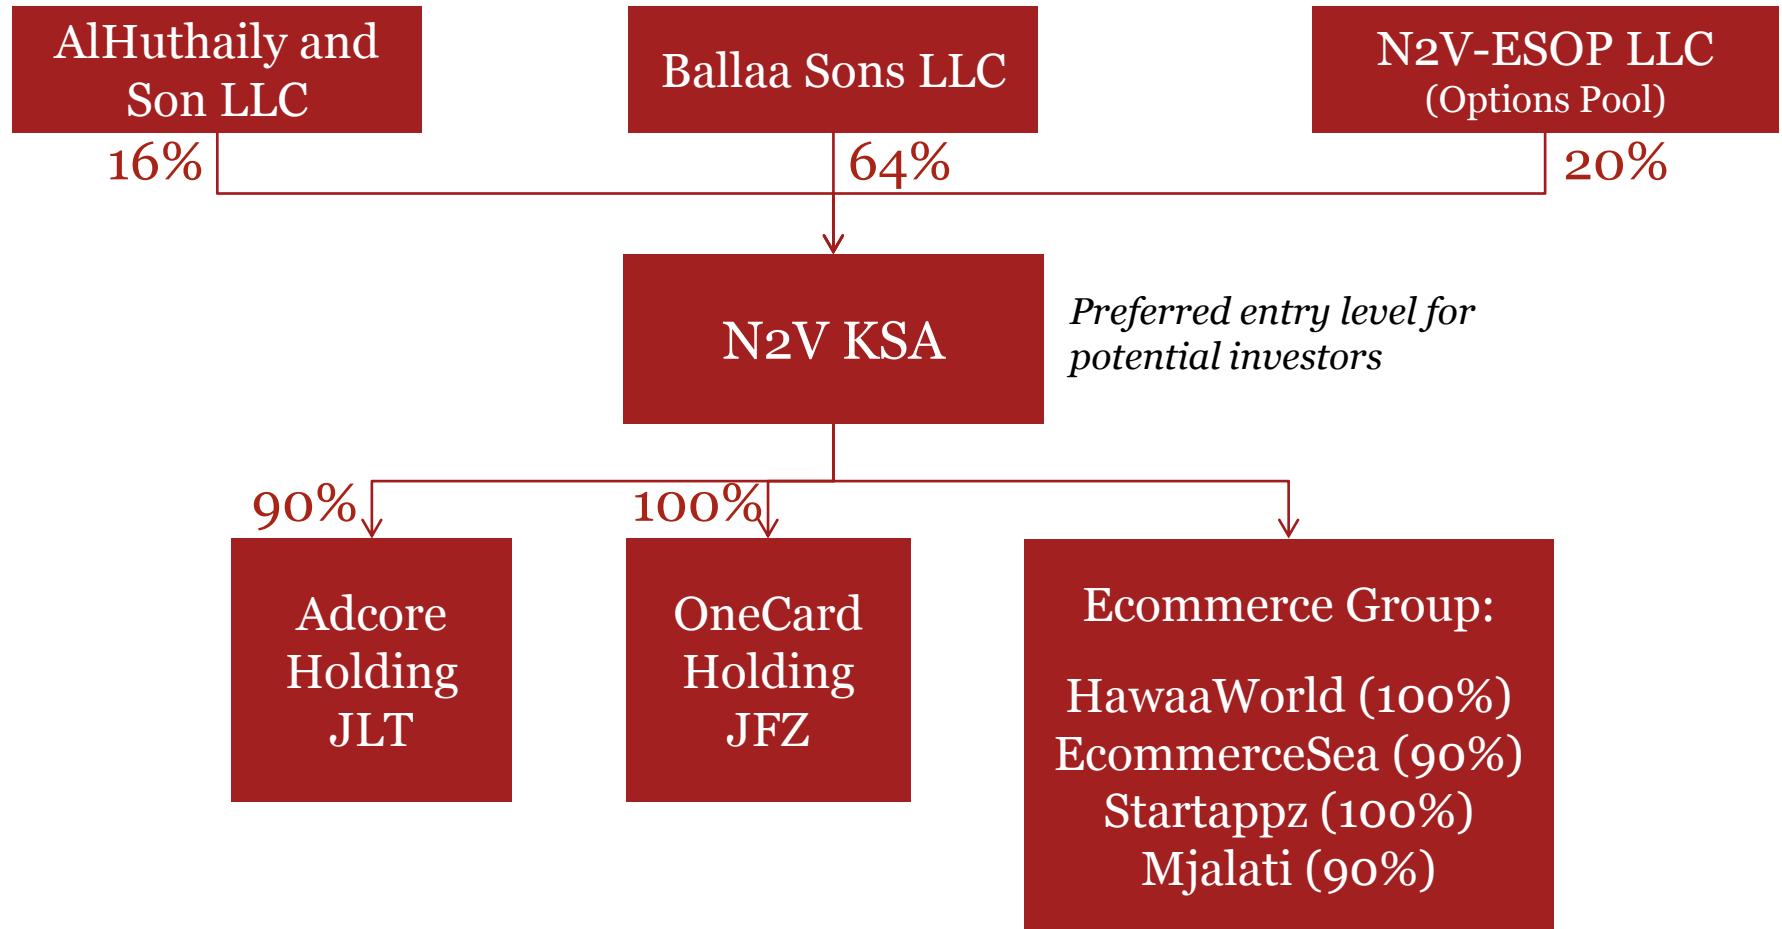 AlHuthaily and
Son LLC
Ballaa Sons LLC
N2V-ESOP LLC
(Options Pool)
16%
64%
20%
N2V KSA
Preferred entry level for
potential investors
90%
100%
Adcore
Holding
JLT
OneCard
Holding
JFZ
Ecommerce Group:
HawaaWorld (100%)
EcommerceSea (90%)
Startappz (100%)
Mjalati (90%)